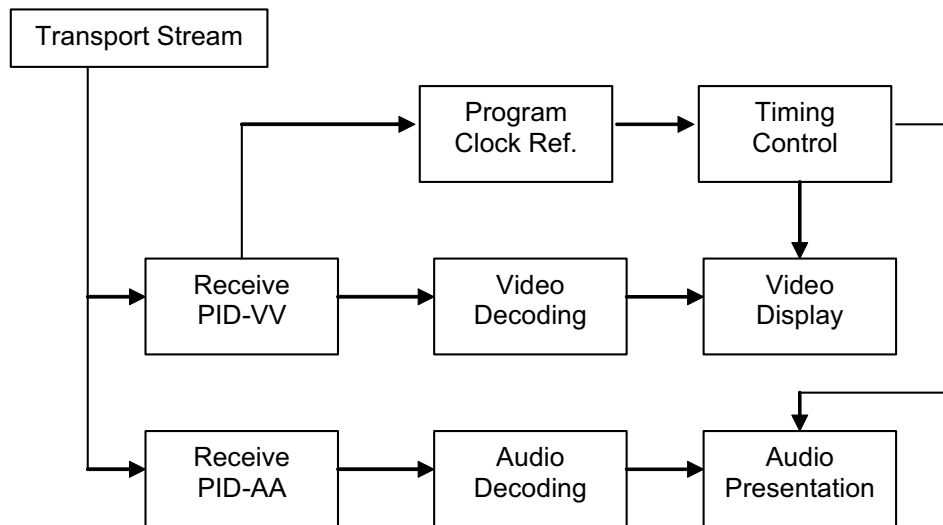 Transport Stream
Program
Clock Ref.
Timing
Control
Receive
PID-VV
Video
Decoding
Video
Display
Receive
PID-AA
Audio
Decoding
Audio
Presentation